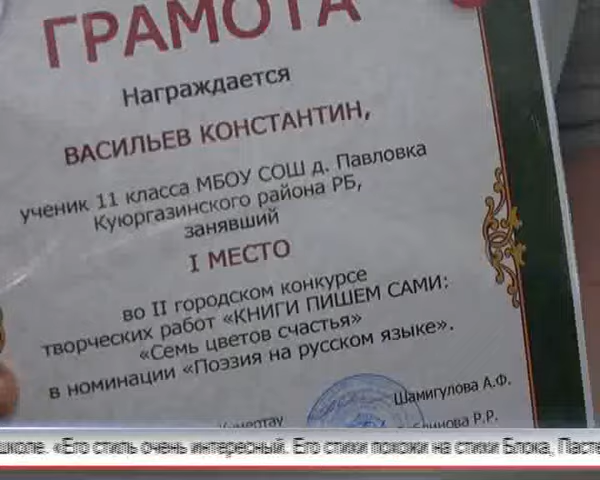 ГРАМОТА
Награждается
ВАСИЛЬЕВ КОНСТАНТИН,
ученик 11 класса МБОУ СОШ д. Павловка
Куюргазинского района РБ,
занявший
I МЕСТО
во II городском конкурсе
творческих работ «КНИГИ ПИШЕМ САМИ:
«Семь цветов счастья»
в номинации «Поэзия на русском языке».
Шамигулова А.Ф.
Р.Р.
школе. «Его стиль очень интересный. Его стихи похожи на стихи Блока,